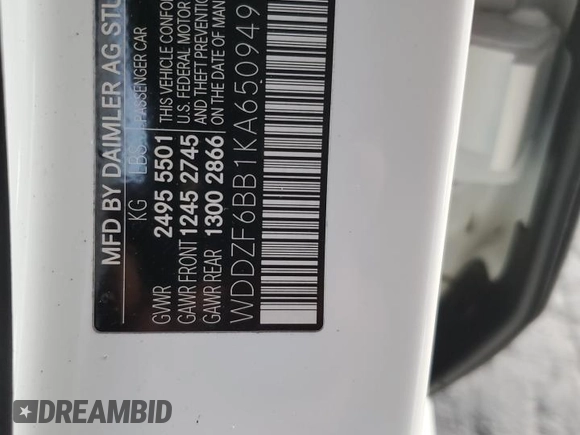 MFD BY DAIMLER AG STU
KG LBS. PASSENGER CAR
GVWR 2495 5501 THIS VEHICLE CONFO
GAWR FRONT 1245 2745 U.S. FEDERAL MOTOR
AND THEFT PREVENTION
GAWR REAR 1300 2866 ON THE DATE OF MAN
WDDZF6BB1KA650949
DREAMBID